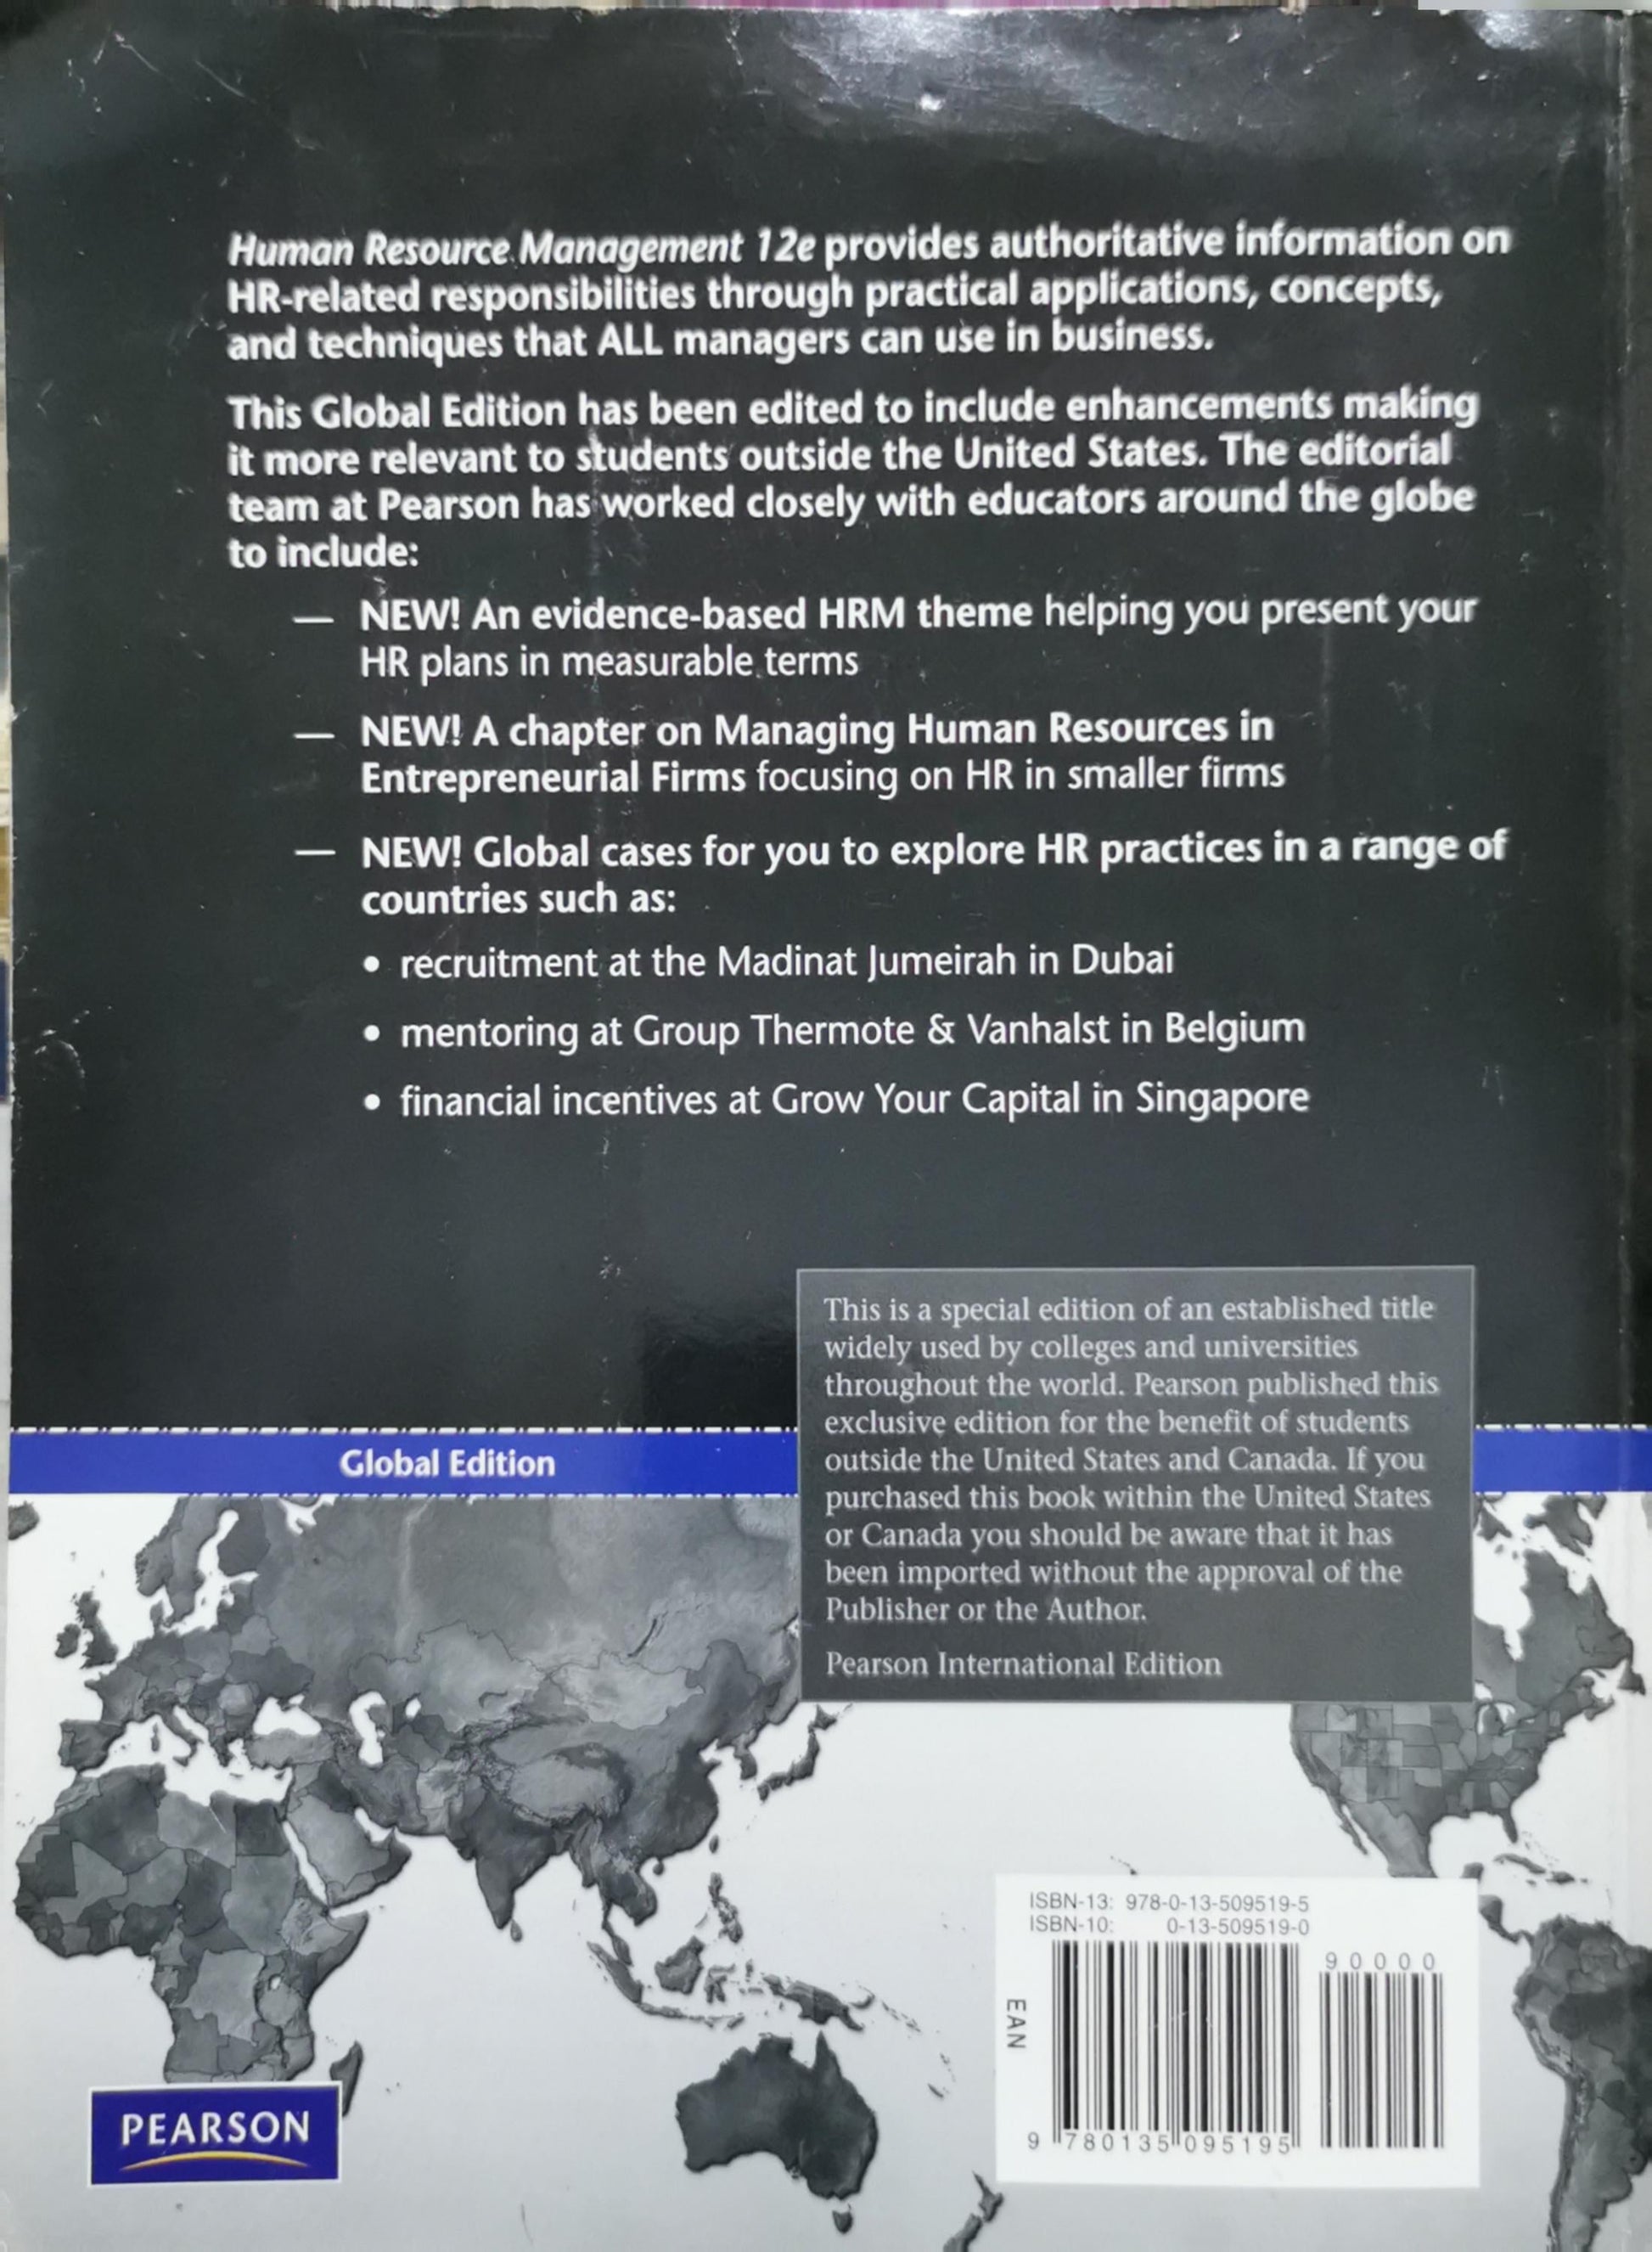 Human Resource Management 12e provides authoritative information on
HR-related responsibilities through practical applications, concepts,
and techniques that ALL managers can use in business.
This Global Edition has been edited to include enhancements making
it more relevant to students outside the United States. The editorial
team at Pearson has worked closely with educators around the globe
to include:
— NEW! An evidence-based HRM theme helping you present your
HR plans in measurable terms
— NEW! A chapter on Managing Human Resources in
Entrepreneurial Firms focusing on HR in smaller firms
— NEW! Global cases for you to explore HR practices in a range of
countries such as:
• recruitment at the Madinat Jumeirah in Dubai
• mentoring at Group Thermote & Vanhalst in Belgium
• financial incentives at Grow Your Capital in Singapore
This is a special edition of an established title
widely used by colleges and universities
throughout the world. Pearson published this
exclusive edition for the benefit of students
outside the United States and Canada. If you
purchased this book within the United States
or Canada you should be aware that it has
been imported without the approval of the
Publisher or the Author.
Pearson International Edition
Global Edition
ISBN-13: 978-0-13-509519-5
ISBN-10: 0-13-509519-0
90000
EAN
9 780135 095195
PEARSON